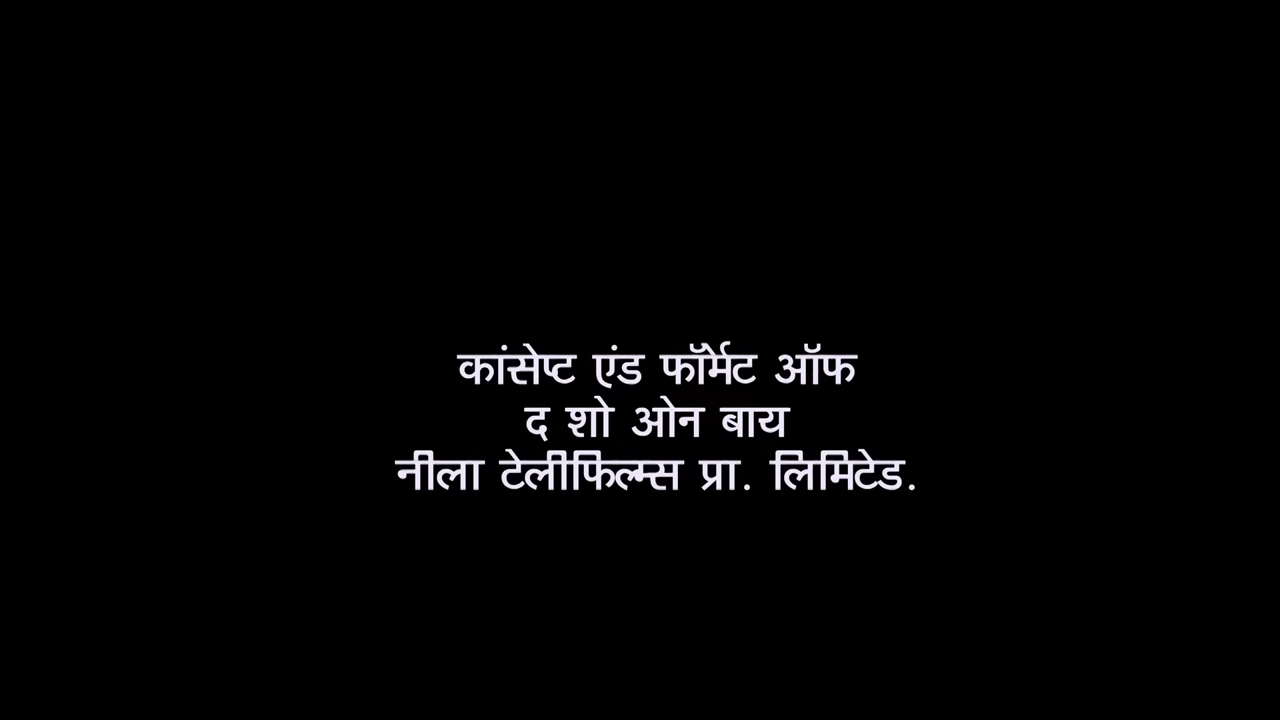 कांसेप्ट एंड फॉर्मेट ऑफ
द शो ओन बाय
नीला टेलीफिल्म्स प्रा. लिमिटेड.